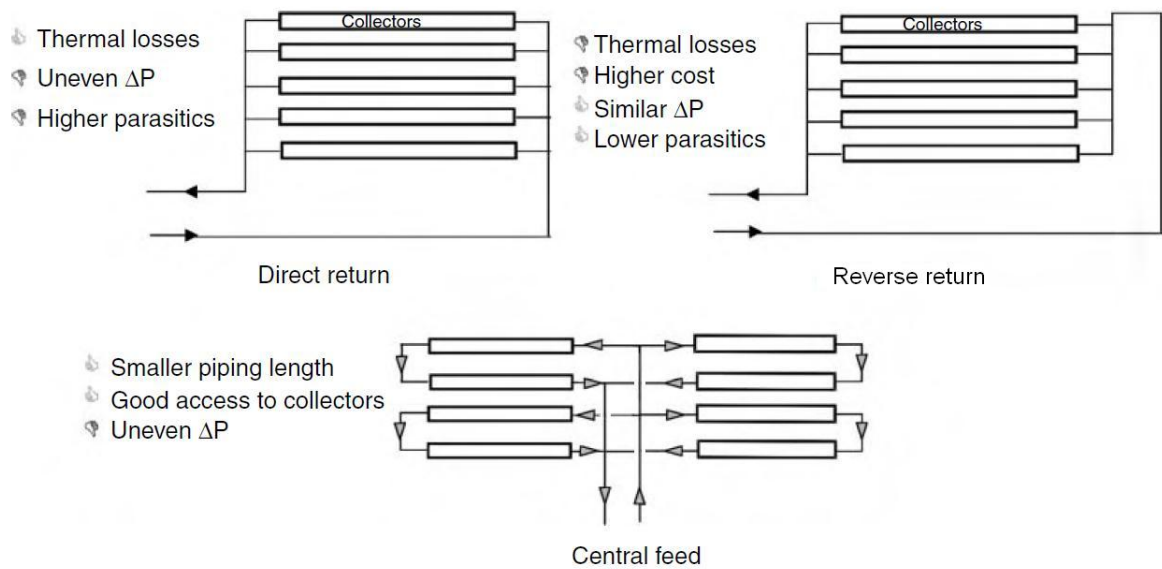 Collectors
Thermal losses
Uneven ΔP
Higher parasitics
Direct return
Collectors
Thermal losses
Higher cost
Similar ΔP
Lower parasitics
Reverse return
Smaller piping length
Good access to collectors
Uneven ΔP
Central feed